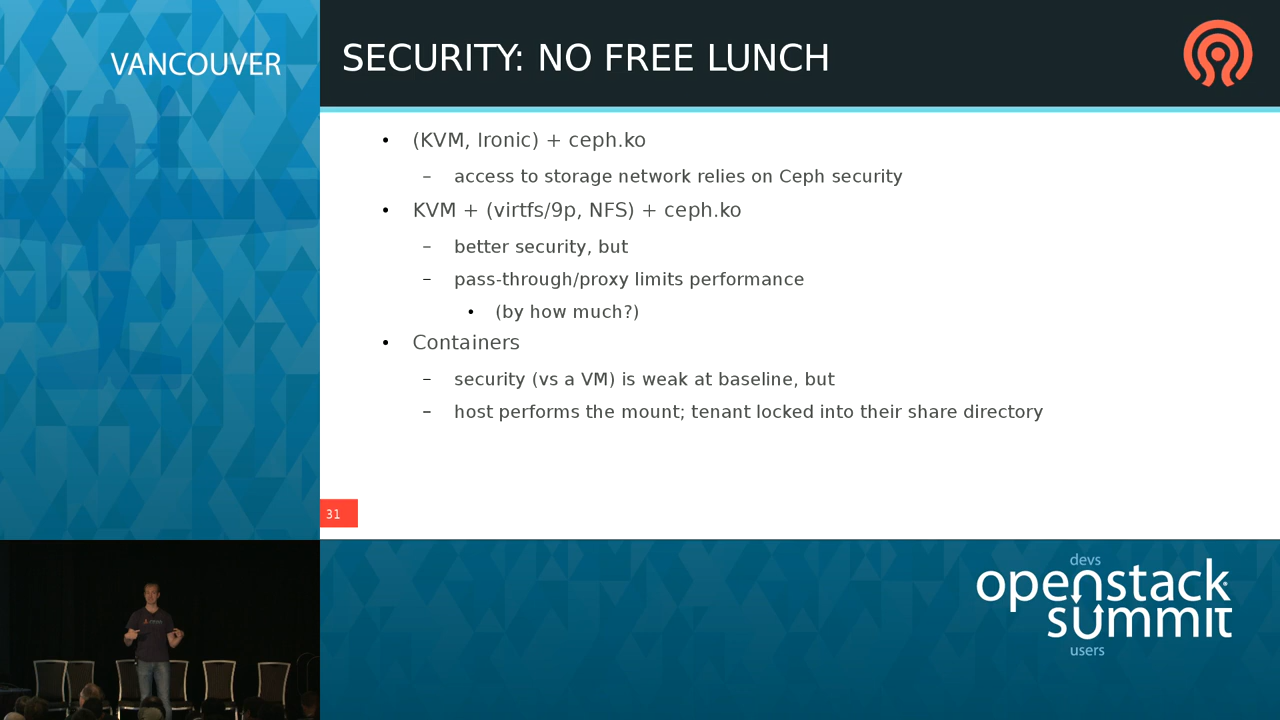 VANCOUVER
SECURITY: NO FREE LUNCH
• (KVM, Ironic) + ceph.ko
– access to storage network relies on Ceph security
• KVM + (virtfs/9p, NFS) + ceph.ko
– better security, but
– pass-through/proxy limits performance
• (by how much?)
• Containers
– security (vs a VM) is weak at baseline, but
– host performs the mount; tenant locked into their share directory
31
devs
openstack
summit
users